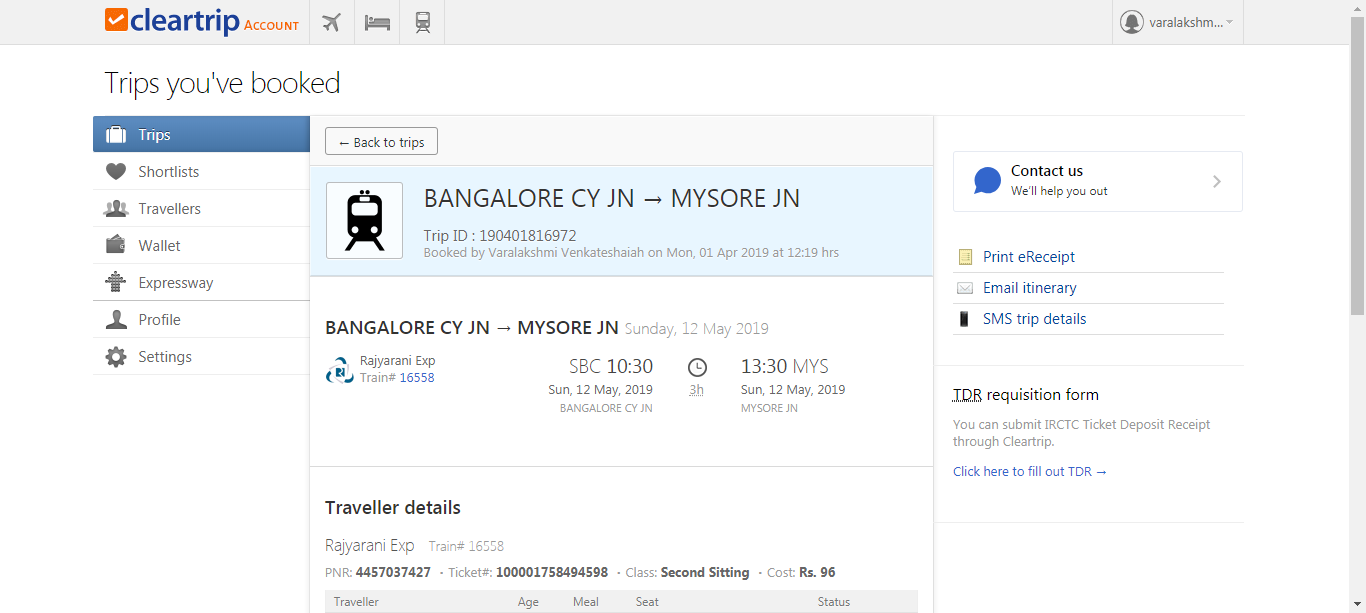 cleartrip ACCOUNT
varalakshm...
Trips you've booked
Trips
Shortlists
Travellers
Wallet
Expressway
Profile
Settings
← Back to trips
BANGALORE CY JN → MYSORE JN
Trip ID : 190401816972
Booked by Varalakshmi Venkateshaiah on Mon, 01 Apr 2019 at 12:19 hrs
BANGALORE CY JN → MYSORE JN Sunday, 12 May 2019
Rajyarani Exp
Train# 16558
SBC 10:30
Sun, 12 May, 2019
BANGALORE CY JN
3h
13:30 MYS
Sun, 12 May, 2019
MYSORE JN
Traveller details
Rajyarani Exp Train# 16558
PNR: 4457037427 · Ticket#: 100001758494598 · Class: Second Sitting · Cost: Rs. 96
Traveller Age Meal Seat Status
Contact us
We'll help you out
Print eReceipt
Email itinerary
SMS trip details
TDR requisition form
You can submit IRCTC Ticket Deposit Receipt
through Cleartrip.
Click here to fill out TDR →